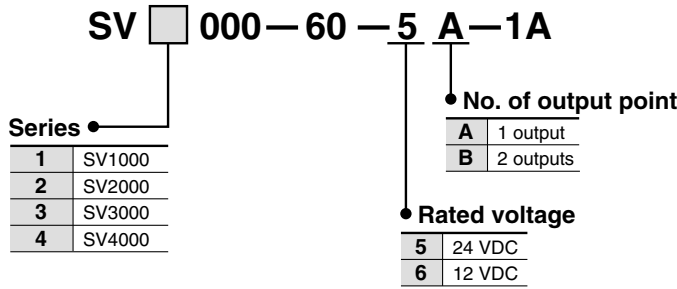 SV 000—60—5 A—1A
Series
1 SV1000
2 SV2000
3 SV3000
4 SV4000
No. of output point
A 1 output
B 2 outputs
Rated voltage
5 24 VDC
6 12 VDC